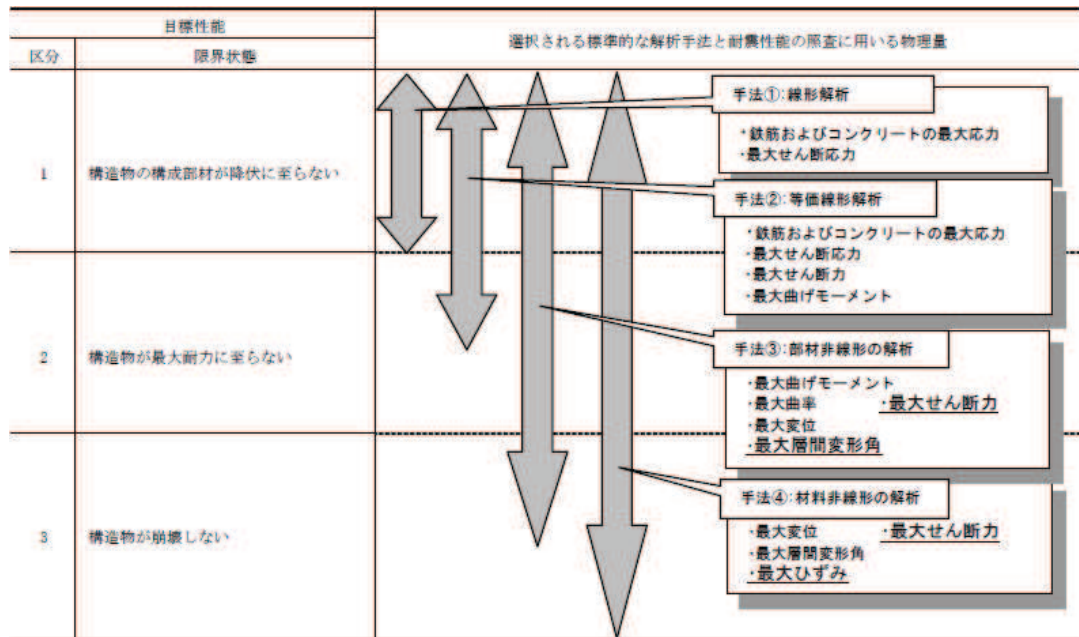 目標性能
選択される標準的な解析手法と耐震性能の照査に用いる物理量
区分
限界状態
1
構造物の構成部材が降伏に至らない
手法①:線形解析
・鉄筋およびコンクリートの最大応力
・最大せん断応力
手法②:等価線形解析
・鉄筋およびコンクリートの最大応力
・最大せん断応力
・最大せん断力
・最大曲げモーメント
2
構造物が最大耐力に至らない
手法③:部材非線形の解析
・最大曲げモーメント
・最大曲率 ・最大せん断力
・最大変位
・最大層間変形角
3
構造物が崩壊しない
手法④:材料非線形の解析
・最大変位 ・最大せん断力
・最大層間変形角
・最大ひずみ